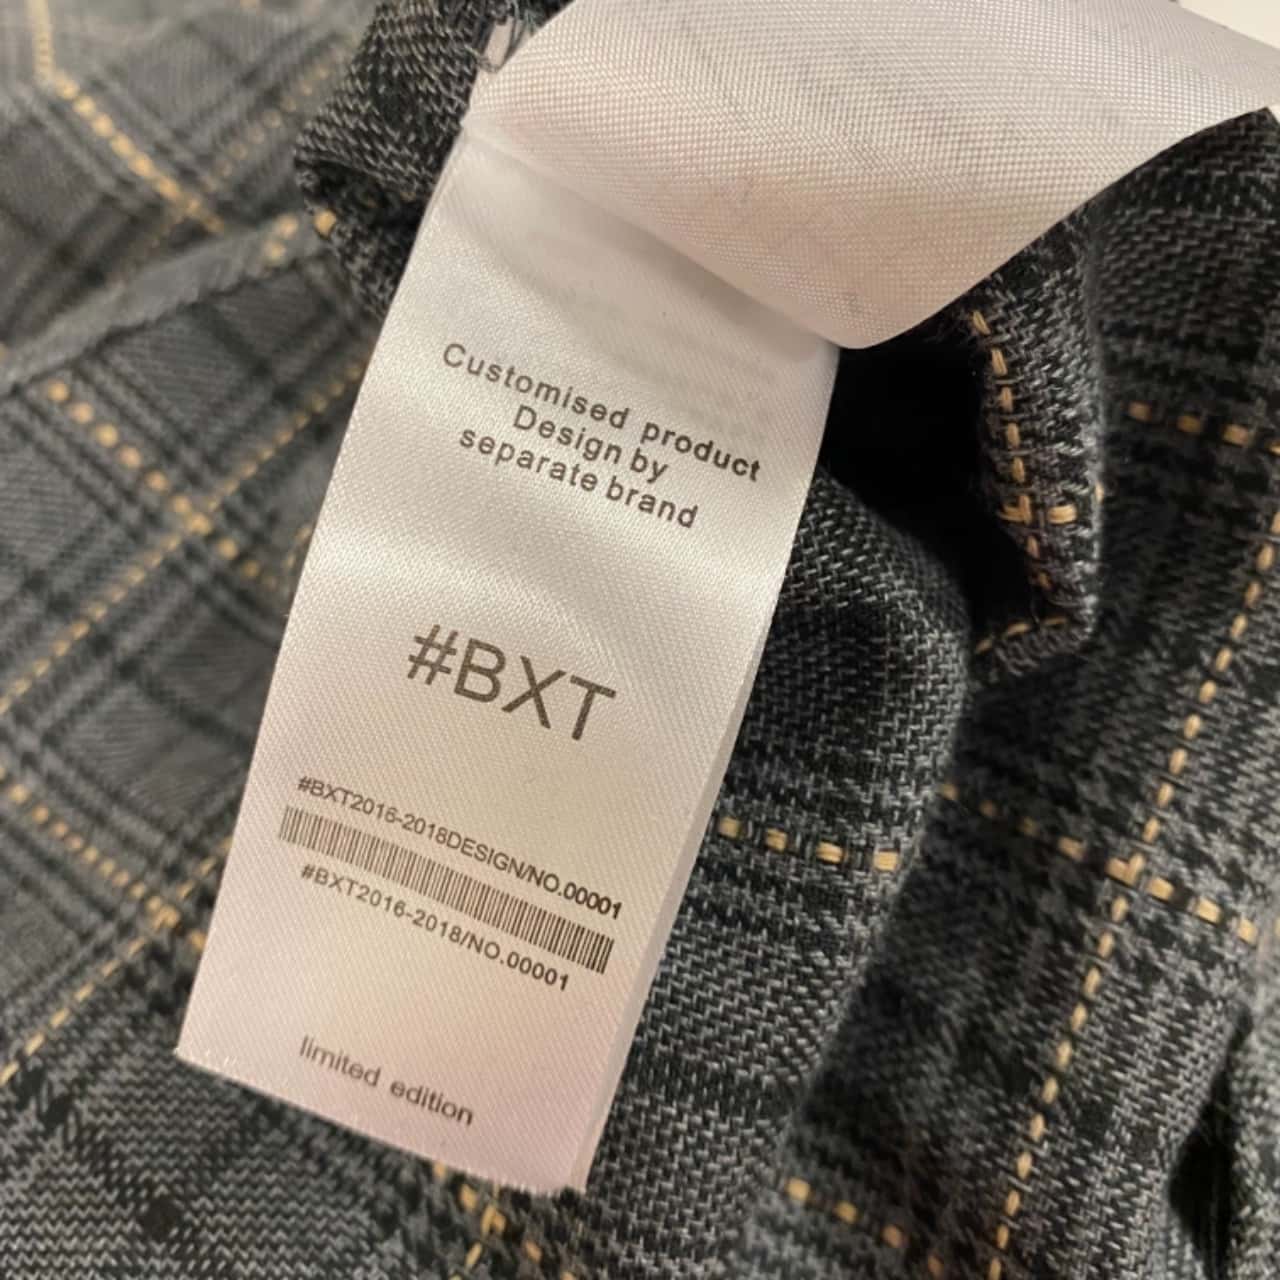 Customised product
Design by
separate brand
#BXT
#BXT2016-2018DESIGN/NO.00001
#BXT2016-2018/NO.00001
limited edition